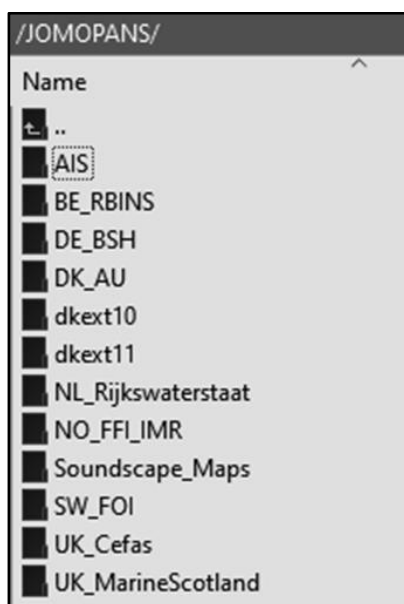 /JOMOPANS/
Name
..
AIS
BE_RBINS
DE_BSH
DK_AU
dkext10
dkext11
NL_Rijkswaterstaat
NO_FFI_IMR
Soundscape_Maps
SW_FOI
UK_Cefas
UK_MarineScotland